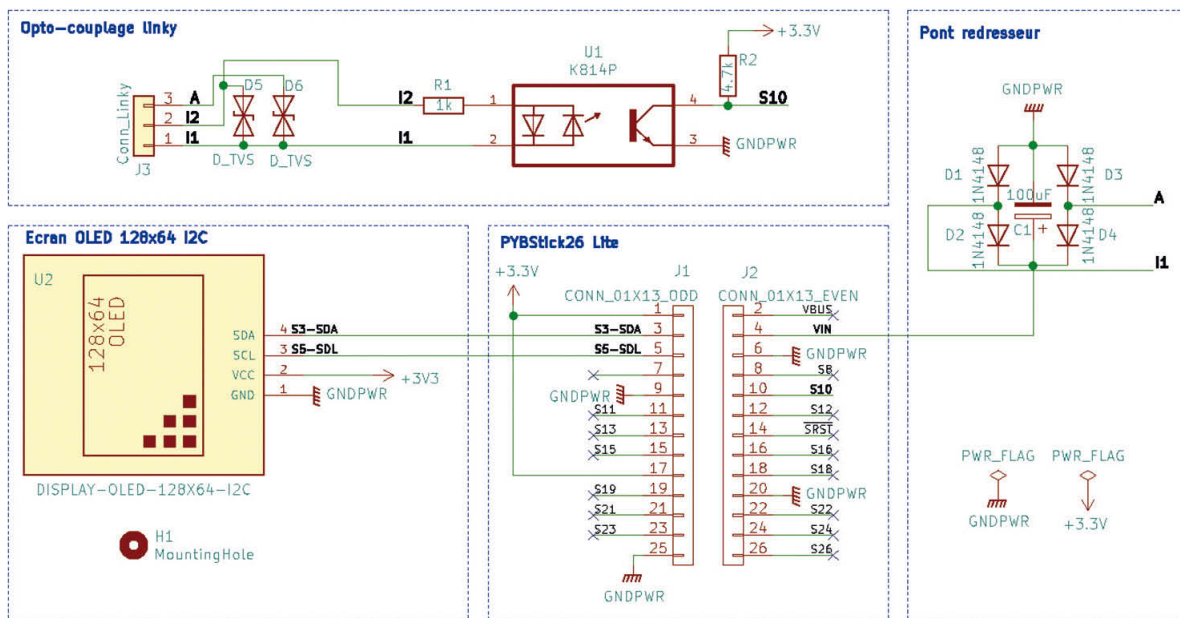 Opto-couplage linky
+3.3V
U1
K814P
R2
4.7k
D5
D6
R1
1k
Conn_Linky
3
A
2
I2
1
I1
I2
I1
1
2
4
S10
3
GNDPWR
D_TVS
D_TVS
J3
Pont redresseur
GNDPWR
D1
1N4148
1N4148
D3
100uF
A
D2
1N4148
C1
+
1N4148
D4
I1
PWR_FLAG
PWR_FLAG
GNDPWR
+3.3V
Ecran OLED 128x64 I2C
U2
128x64
OLED
SDA
4
S3-SDA
SCL
3
S5-SDL
VCC
2
+3V3
GND
1
GNDPWR
DISPLAY-OLED-128X64-I2C
H1
MountingHole
PYBStick26 Lite
+3.3V
J1
J2
CONN_01X13_ODD
CONN_01X13_EVEN
1
S3-SDA
3
S5-SDL
5
7
GNDPWR
9
S11
11
S13
13
S15
15
17
S19
19
S21
21
S23
23
25
GNDPWR
2
VBUS
4
VIN
6
GNDPWR
8
S8
10
S10
12
S12
14
SRST
16
S16
18
S18
20
GNDPWR
22
S22
24
S24
26
S26